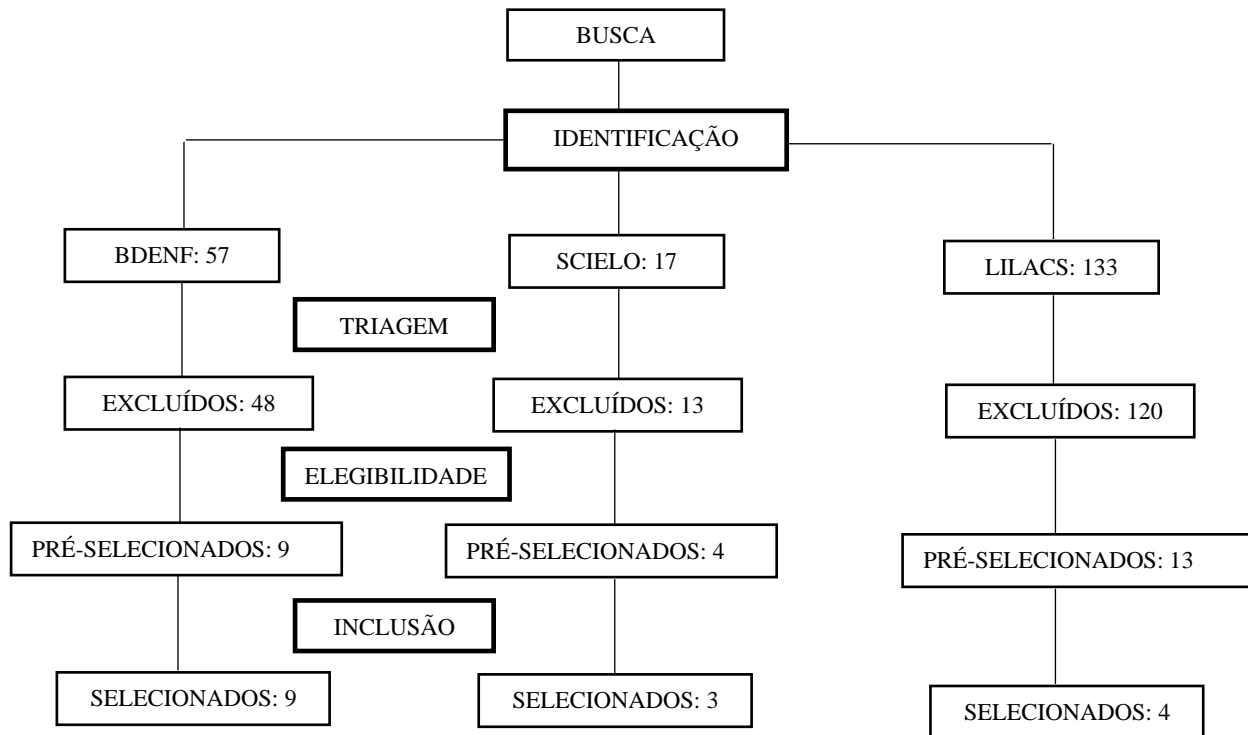 BUSCA
IDENTIFICAÇÃO
BDENF: 57
SCIELO: 17
LILACS: 133
TRIAGEM
EXCLUÍDOS: 48
EXCLUÍDOS: 13
EXCLUÍDOS: 120
ELEGIBILIDADE
PRÉ-SELECIONADOS: 9
PRÉ-SELECIONADOS: 4
PRÉ-SELECIONADOS: 13
INCLUSÃO
SELECIONADOS: 9
SELECIONADOS: 3
SELECIONADOS: 4